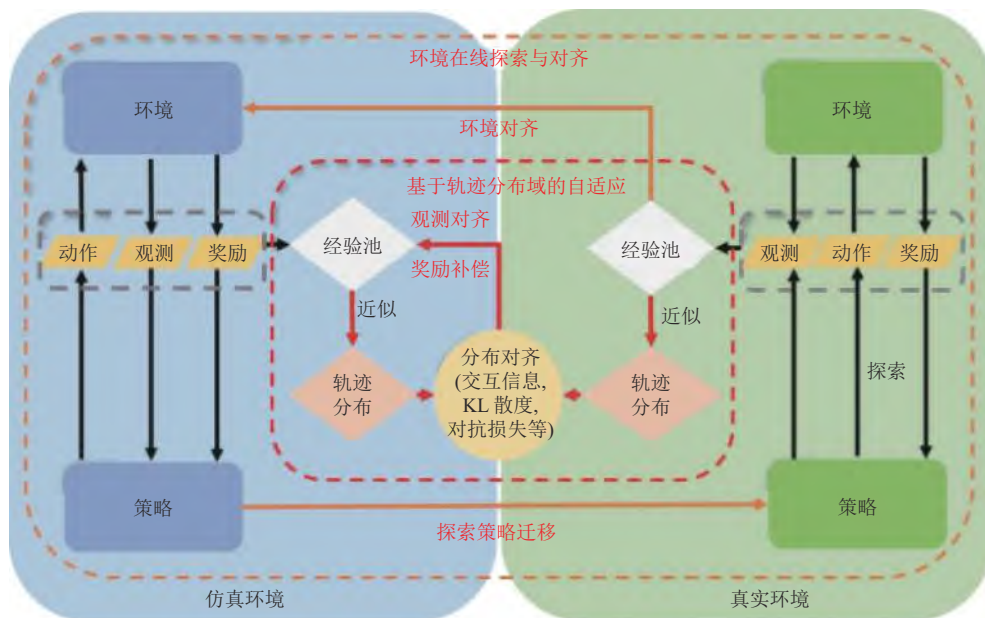 环境在线探索与对齐
环境
环境
环境对齐
基于轨迹分布域的自适应
观测对齐
动作
观测
奖励
经验池
经验池
观测
动作
奖励
奖励补偿
近似
近似
分布对齐
(交互信息,
KL 散度,
对抗损失等)
轨迹
分布
轨迹
分布
探索
策略
策略
探索策略迁移
仿真环境
真实环境